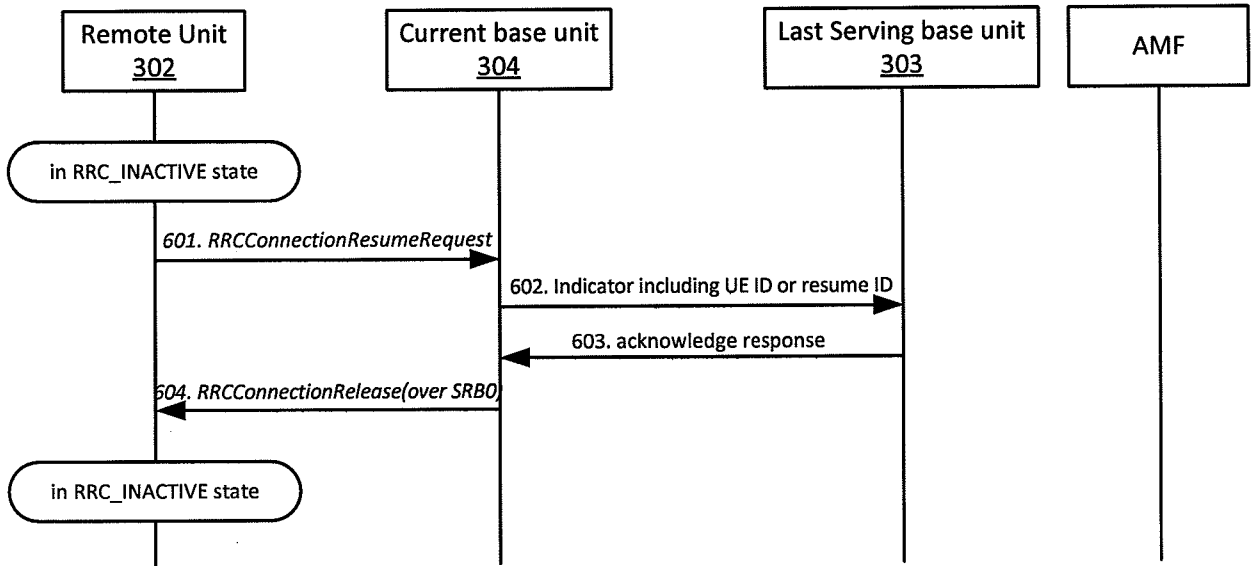 Remote Unit
302
Current base unit
304
Last Serving base unit
303
AMF
in RRC_INACTIVE state
601. RRCConnectionResumeRequest
602. Indicator including UE ID or resume ID
603. acknowledge response
604. RRCConnectionRelease(over SRB0)
in RRC_INACTIVE state